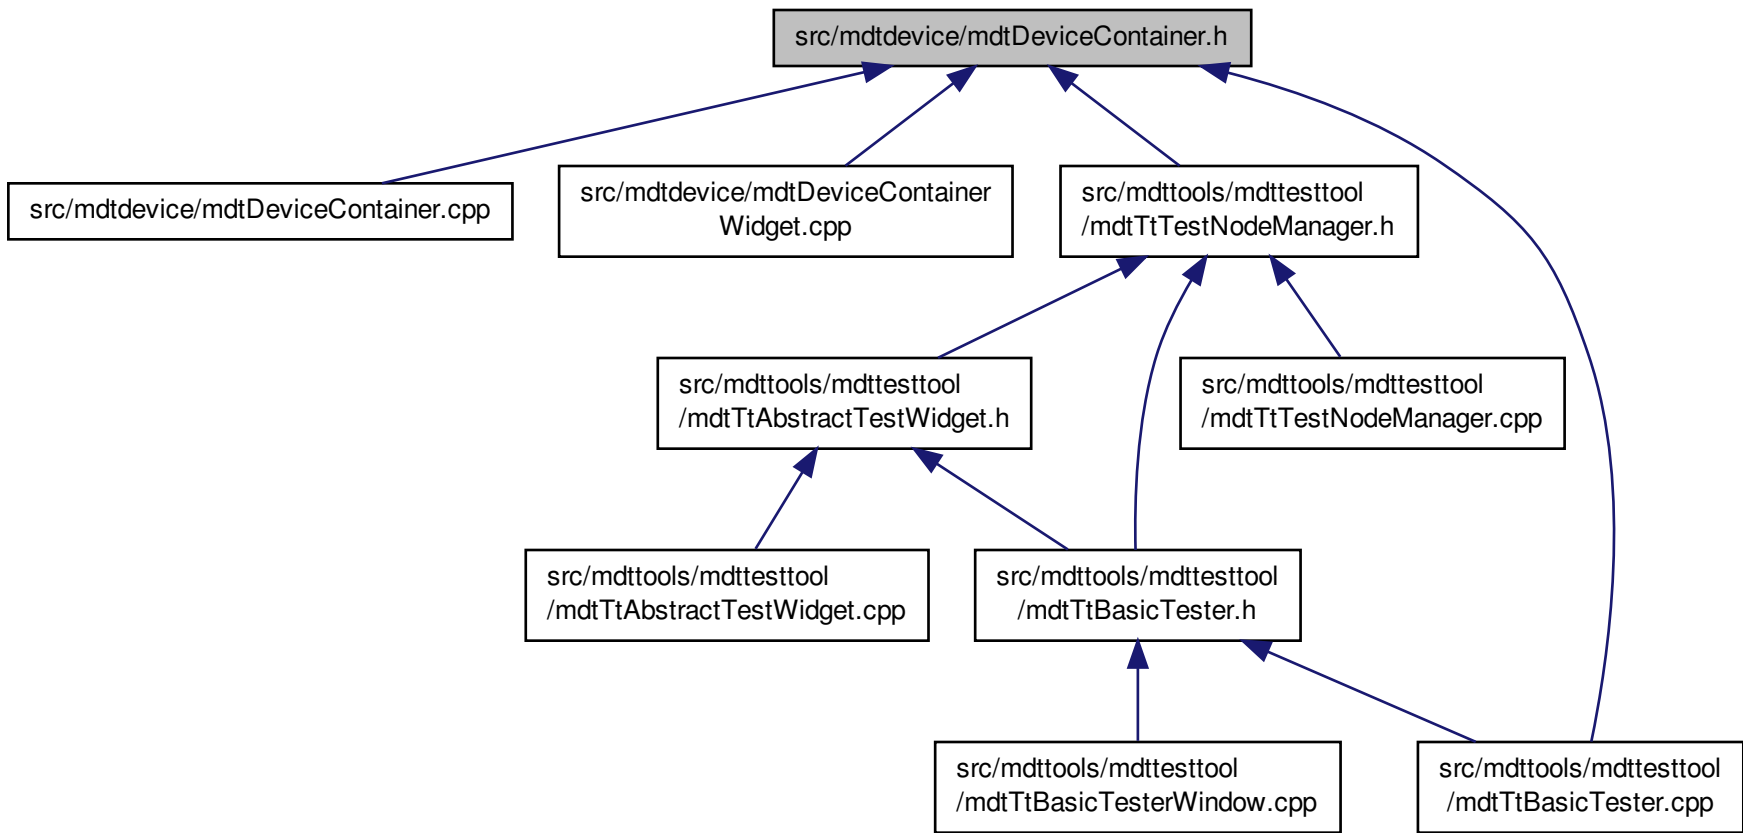 src/mdtdevice/mdtDeviceContainer.h
src/mdtdevice/mdtDeviceContainer.cpp
src/mdtdevice/mdtDeviceContainer
Widget.cpp
src/mdttools/mdttesttool
/mdtTtTestNodeManager.h
src/mdttools/mdttesttool
/mdtTtAbstractTestWidget.h
src/mdttools/mdttesttool
/mdtTtTestNodeManager.cpp
src/mdttools/mdttesttool
/mdtTtAbstractTestWidget.cpp
src/mdttools/mdttesttool
/mdtTtBasicTester.h
src/mdttools/mdttesttool
/mdtTtBasicTesterWindow.cpp
src/mdttools/mdttesttool
/mdtTtBasicTester.cpp